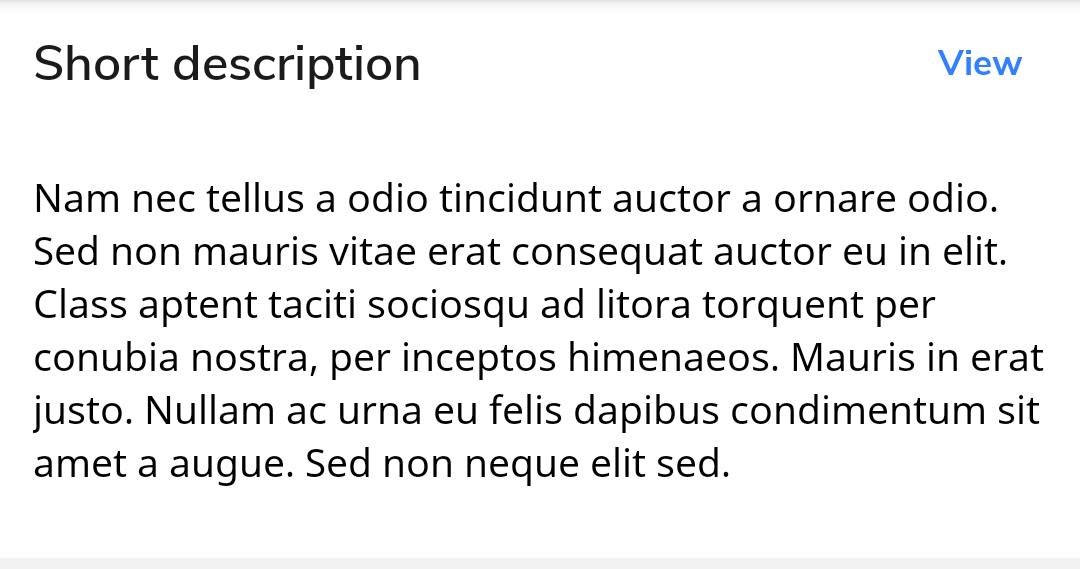 Short description
View
Nam nec tellus a odio tincidunt auctor a ornare odio.
Sed non mauris vitae erat consequat auctor eu in elit.
Class aptent taciti sociosqu ad litora torquent per
conubia nostra, per inceptos himenaeos. Mauris in erat
justo. Nullam ac urna eu felis dapibus condimentum sit
amet a augue. Sed non neque elit sed.